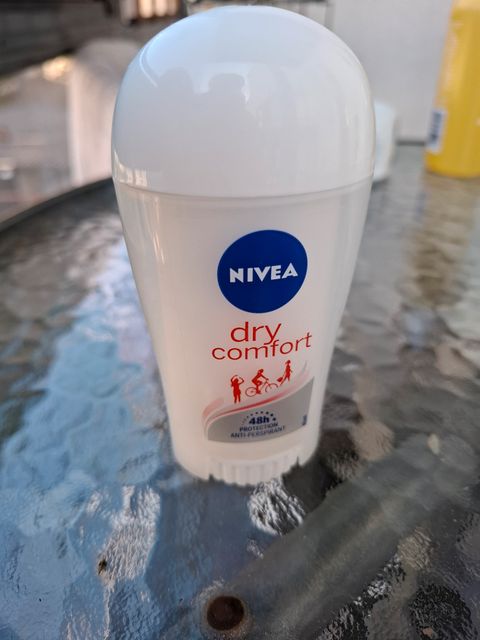 NIVEA
dry
comfort
48h
PROTECTION
ANTI-PERSPIRANT